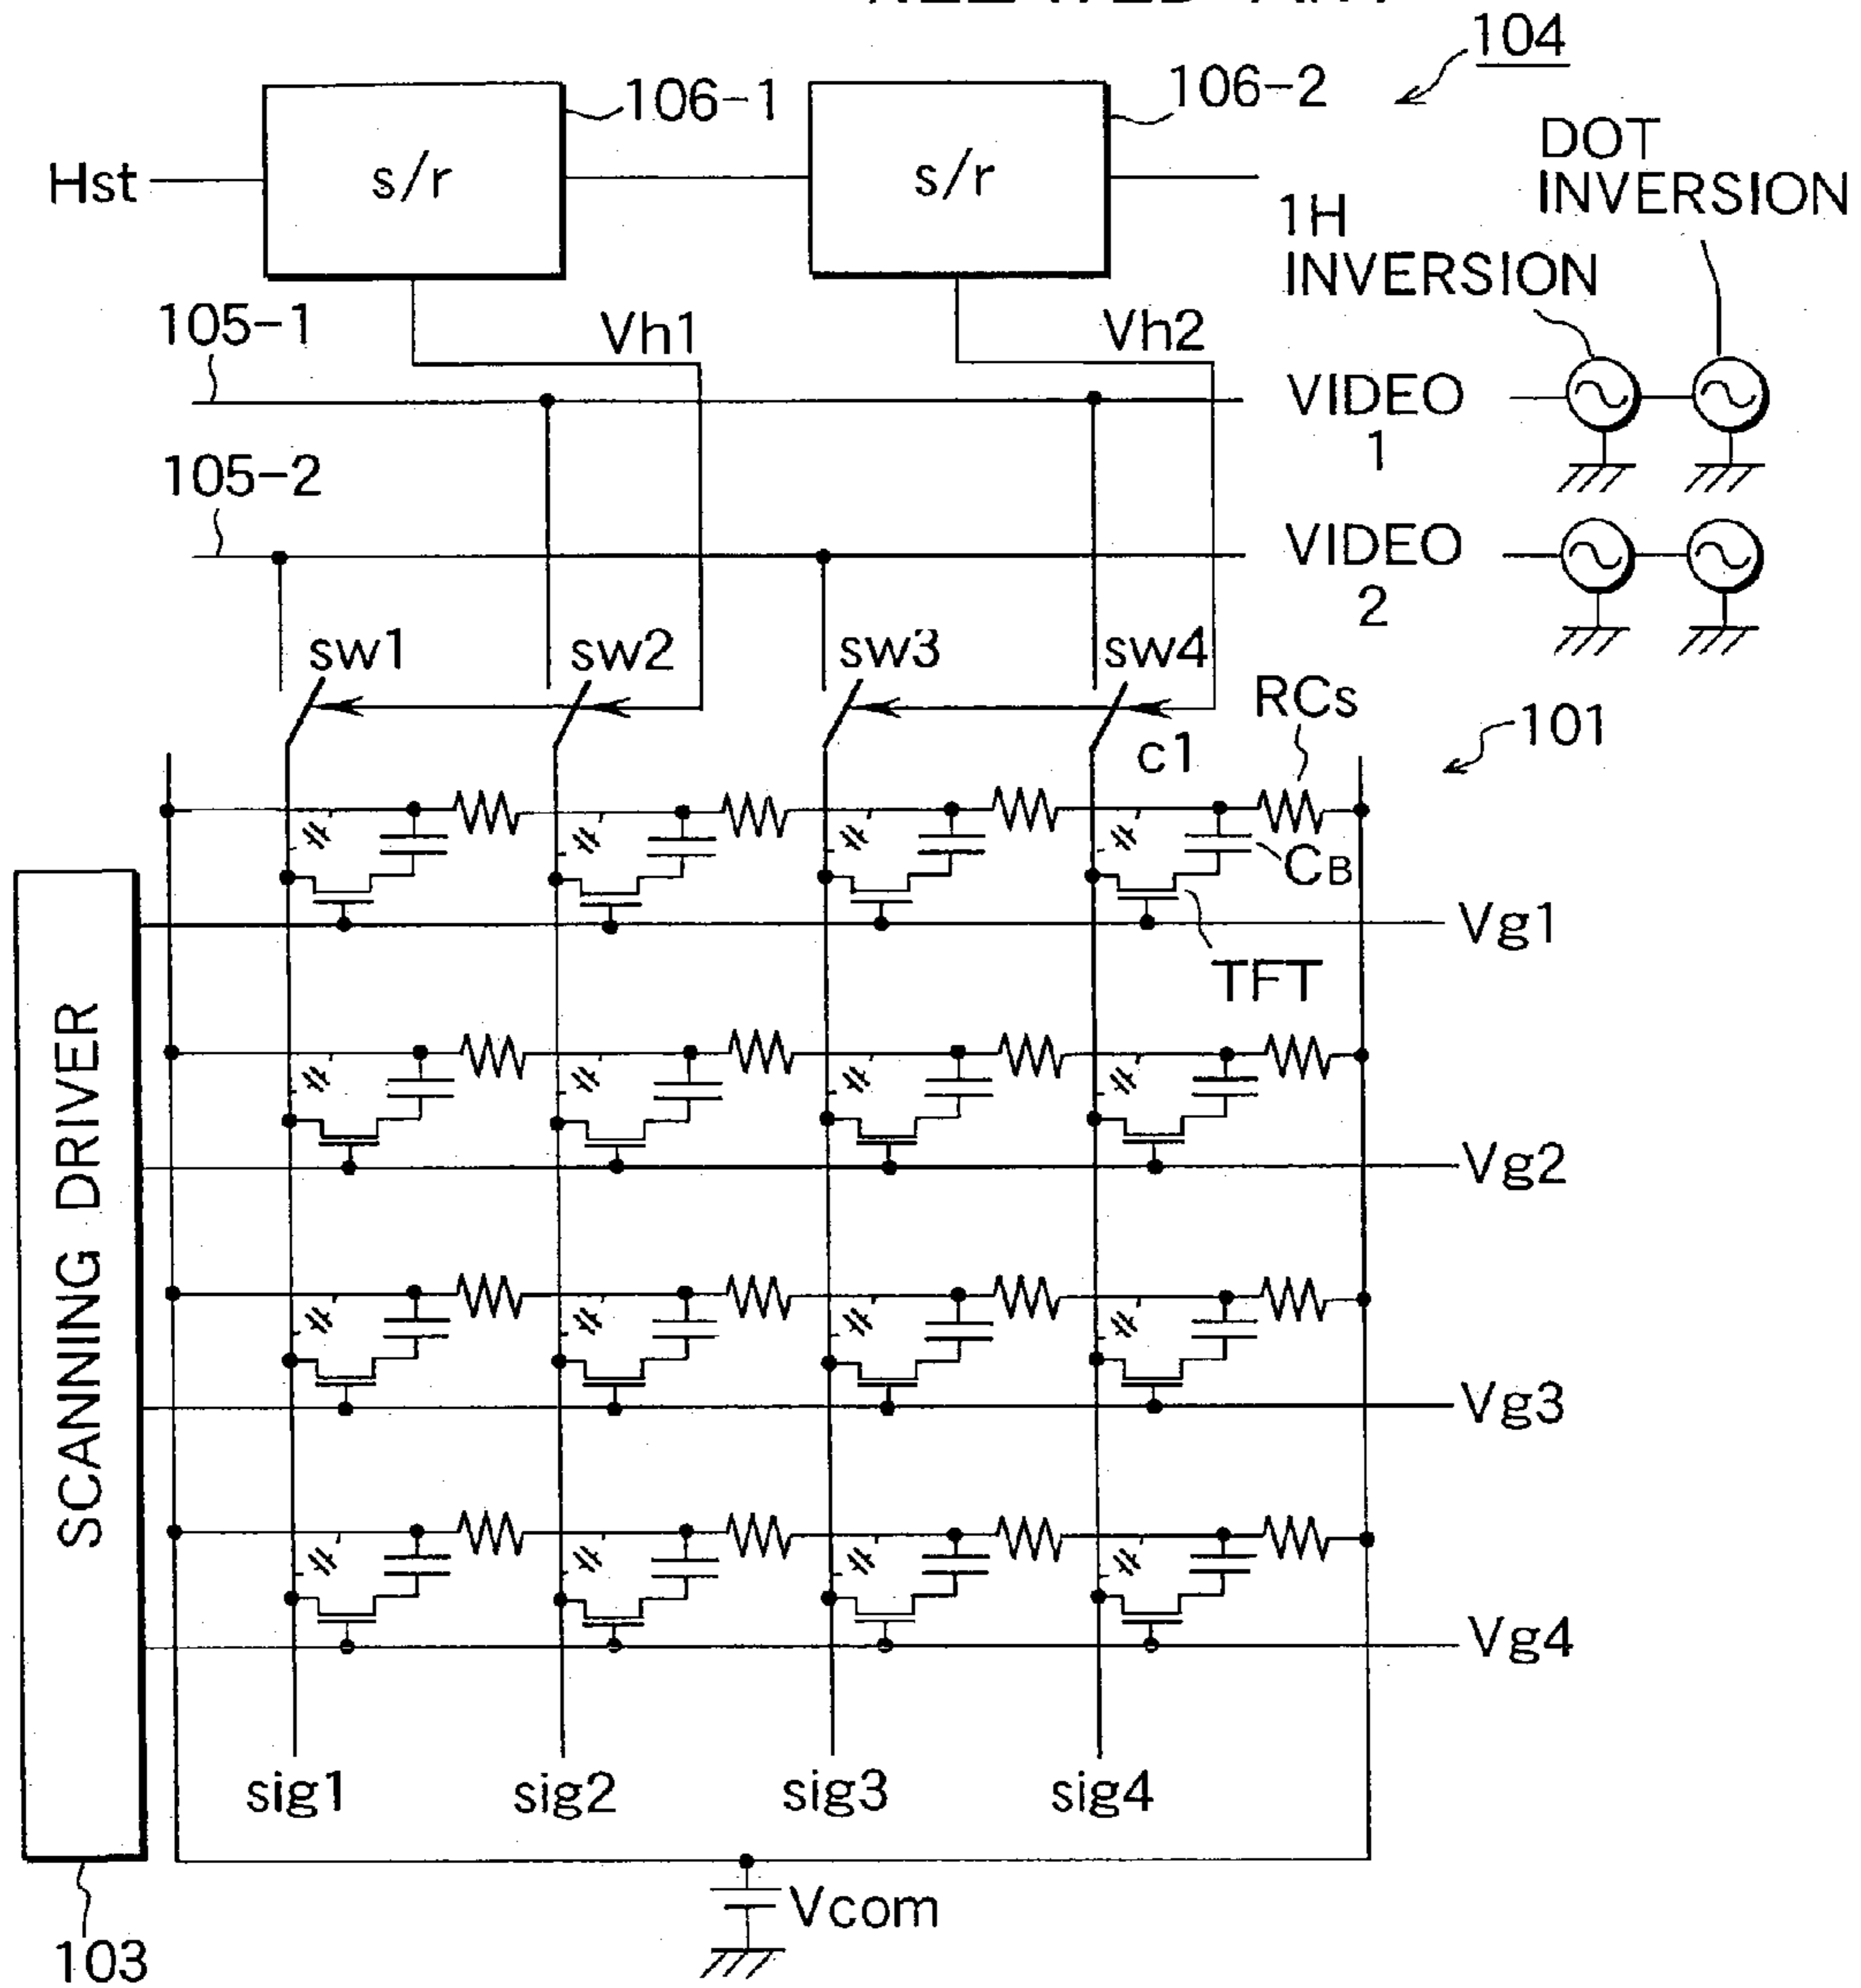 104
106-1
106-2
DOT
INVERSION
Hst
s/r
s/r
1H
INVERSION
105-1
Vh1
Vh2
VIDEO
1
105-2
VIDEO
2
sw1
sw2
sw3
sw4
RCs
101
c1
CB
Vg1
TFT
SCANNING DRIVER
Vg2
Vg3
Vg4
sig1
sig2
sig3
sig4
Vcom
103